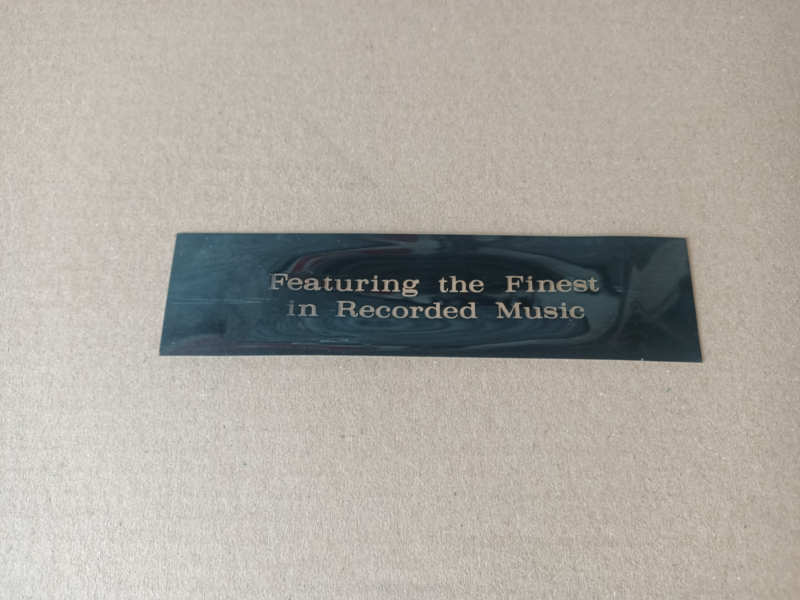 Featuring the Finest
in Recorded Music